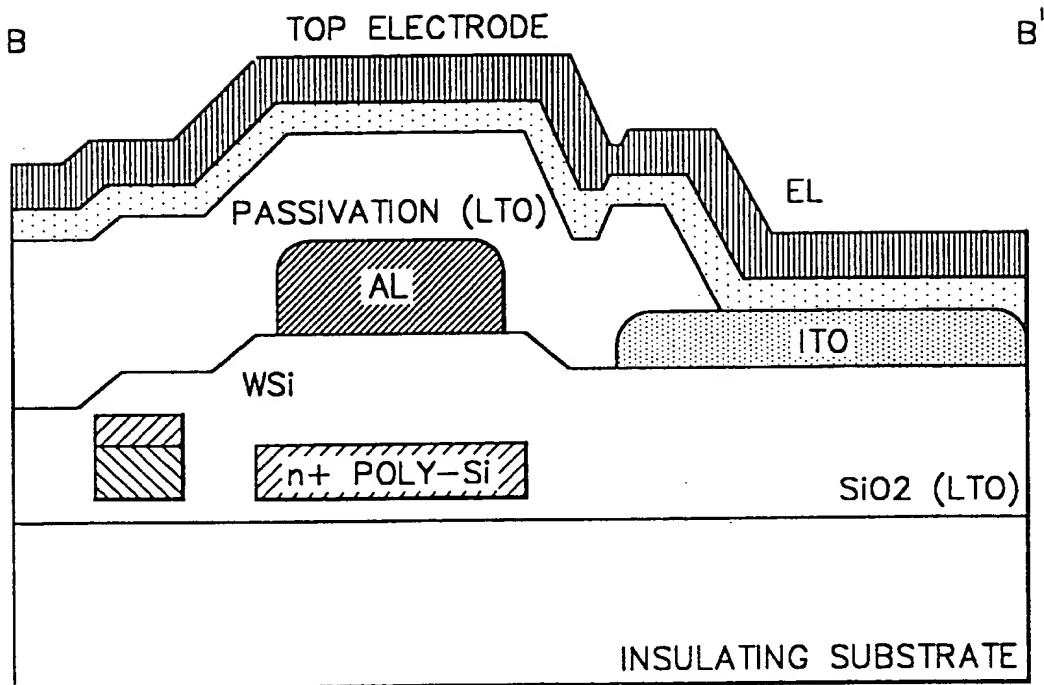 B
TOP ELECTRODE
B'
EL
PASSIVATION (LTO)
AL
ITO
WSi
n+ POLY-Si
SiO2 (LTO)
INSULATING SUBSTRATE